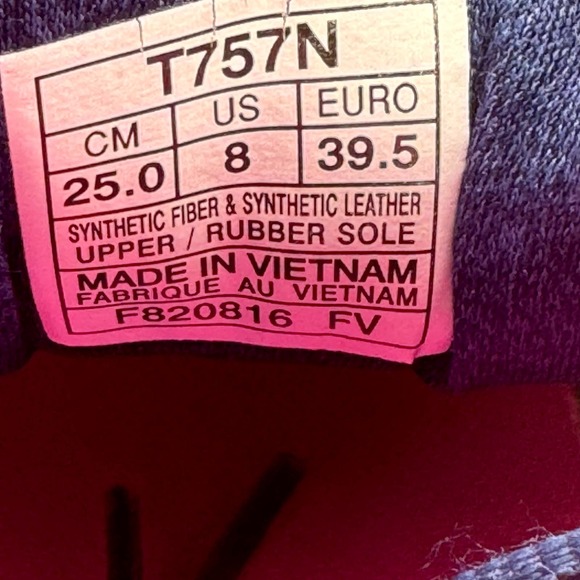 T757N
CM US EURO
25.0 8 39.5
SYNTHETIC FIBER & SYNTHETIC LEATHER
UPPER / RUBBER SOLE
MADE IN VIETNAM
FABRIQUE AU VIETNAM
F820816 FV